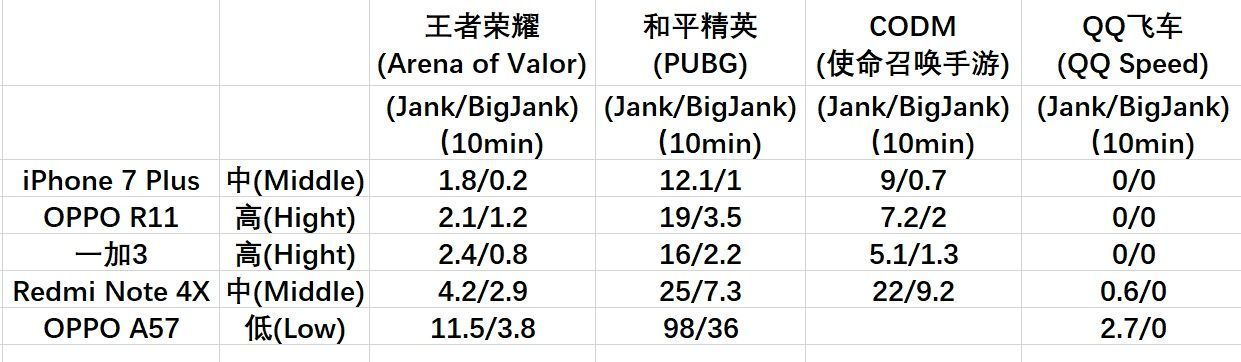 王者荣耀 和平精英 CODM QQ飞车
(Arena of Valor) (PUBG) (使命召唤手游) (QQ Speed)
(Jank/BigJank) (Jank/BigJank) (Jank/BigJank) (Jank/BigJank)
(10min) (10min) (10min) (10min)
iPhone 7 Plus 中(Middle) 1.8/0.2 12.1/1 9/0.7 0/0
OPPO R11 高(Hight) 2.1/1.2 19/3.5 7.2/2 0/0
一加3 高(Hight) 2.4/0.8 16/2.2 5.1/1.3 0/0
Redmi Note 4X 中(Middle) 4.2/2.9 25/7.3 22/9.2 0.6/0
OPPO A57 低(Low) 11.5/3.8 98/36 2.7/0